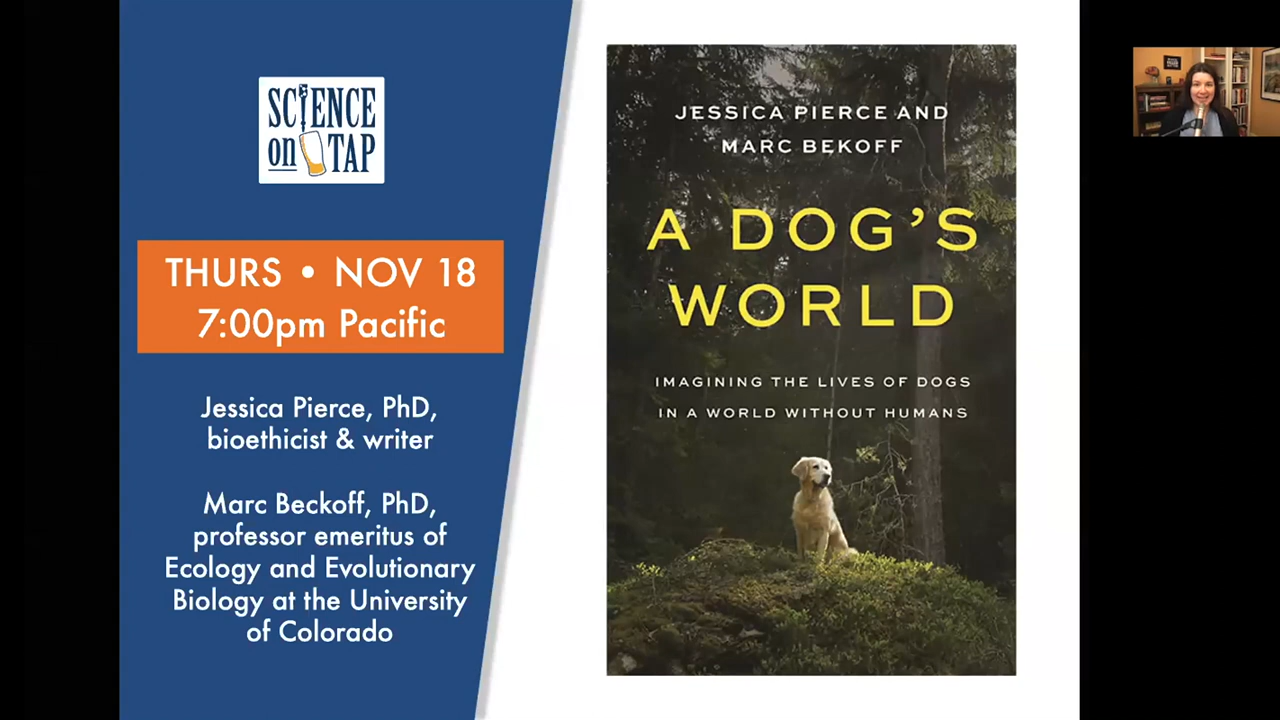 SCIENCE
on TAP
THURS • NOV 18
7:00pm Pacific
Jessica Pierce, PhD,
bioethicist & writer
Marc Beckoff, PhD,
professor emeritus of
Ecology and Evolutionary
Biology at the University
of Colorado
JESSICA PIERCE AND
MARC BEKOFF
A DOG'S
WORLD
IMAGINING THE LIVES OF DOGS
IN A WORLD WITHOUT HUMANS